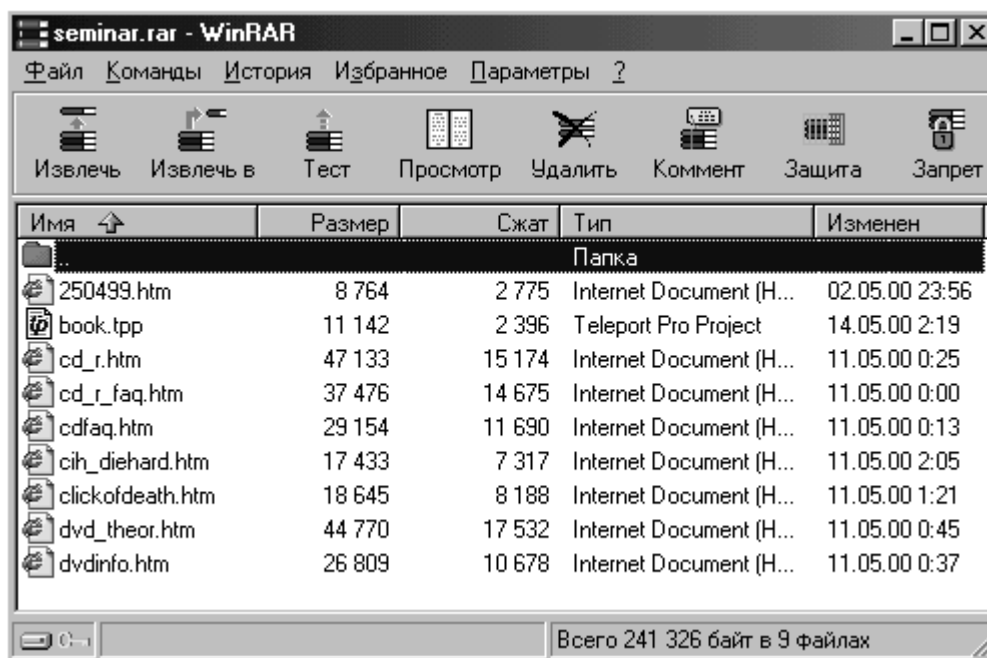 seminar.rar - WinRAR
Файл Команды История Избранное Параметры ?
Извлечь Извлечь в Тест Просмотр Удалить Коммент Защита Запрет
Имя Размер Сжат Тип Изменен
.. Папка
250499.htm 8 764 2 775 Internet Document (H... 02.05.00 23:56
book.tpp 11 142 2 396 Teleport Pro Project 14.05.00 2:19
cd_r.htm 47 133 15 174 Internet Document (H... 11.05.00 0:25
cd_r_faq.htm 37 476 14 675 Internet Document (H... 11.05.00 0:00
cdfaq.htm 29 154 11 690 Internet Document (H... 11.05.00 0:13
cih_diehard.htm 17 433 7 317 Internet Document (H... 11.05.00 2:05
clickofdeath.htm 18 645 8 188 Internet Document (H... 11.05.00 1:21
dvd_theor.htm 44 770 17 532 Internet Document (H... 11.05.00 0:45
dvdinfo.htm 26 809 10 678 Internet Document (H... 11.05.00 0:37
Всего 241 326 байт в 9 файлах